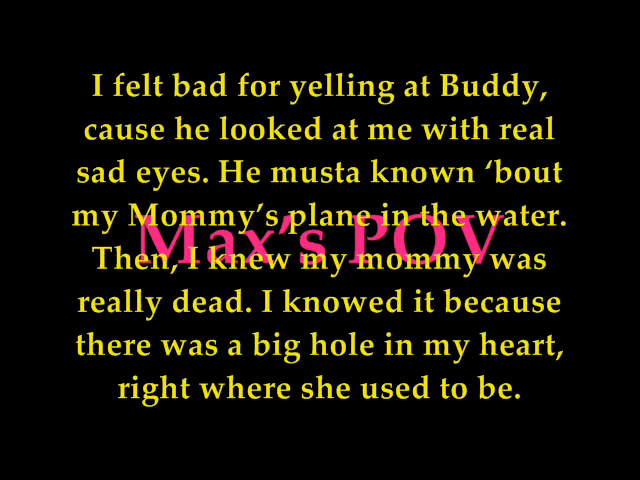 I felt bad for yelling at Buddy,
cause he looked at me with real
sad eyes. He musta known ‘bout
my Mommy’s plane in the water.
Max’s POV
Then, I knew my mommy was
really dead. I knowed it because
there was a big hole in my heart,
right where she used to be.